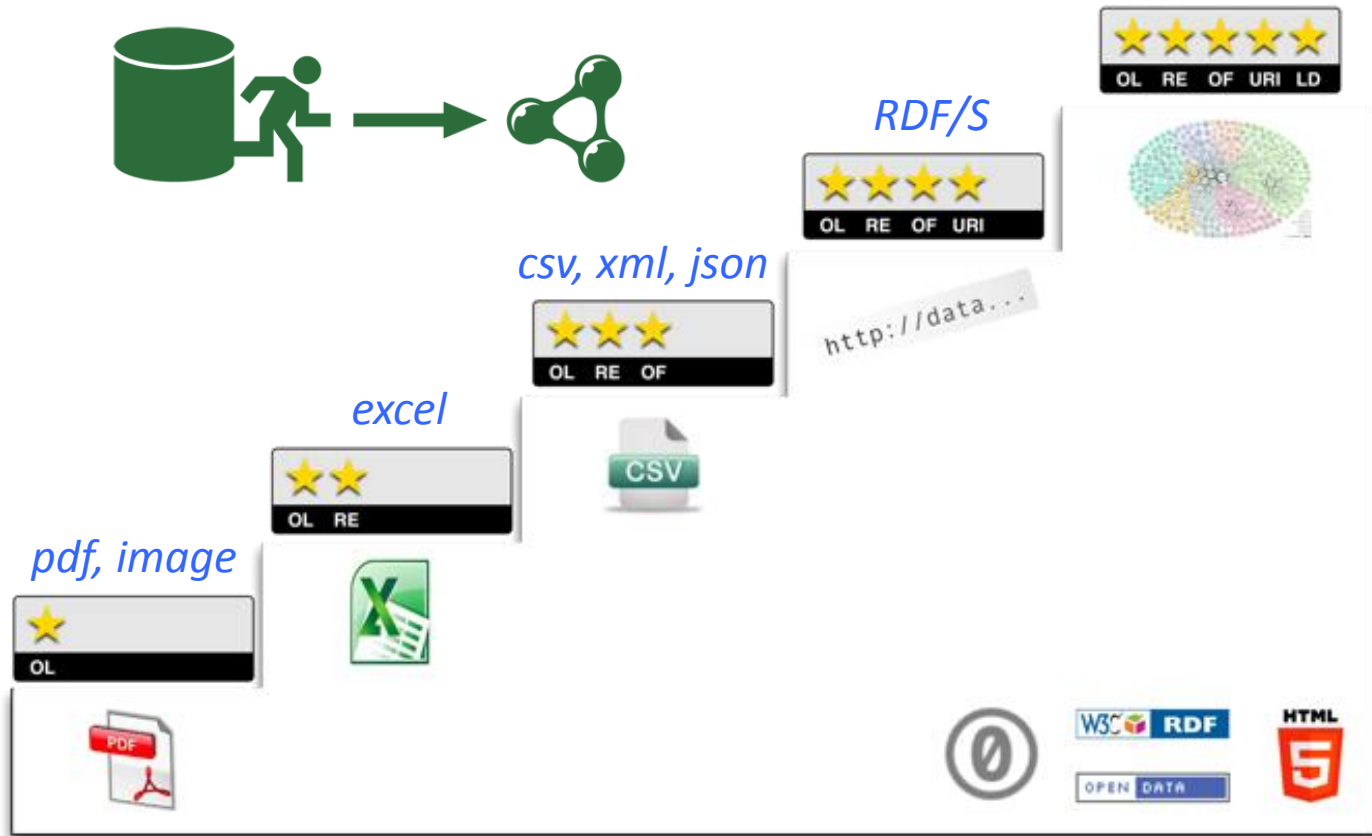 OL RE OF URI LD
RDF/S
OL RE OF URI
http://data...
csv, xml, json
OL RE OF
CSV
excel
OL RE
X
pdf, image
OL
PDF
0
W3C RDF
OPEN DATA
HTML
5